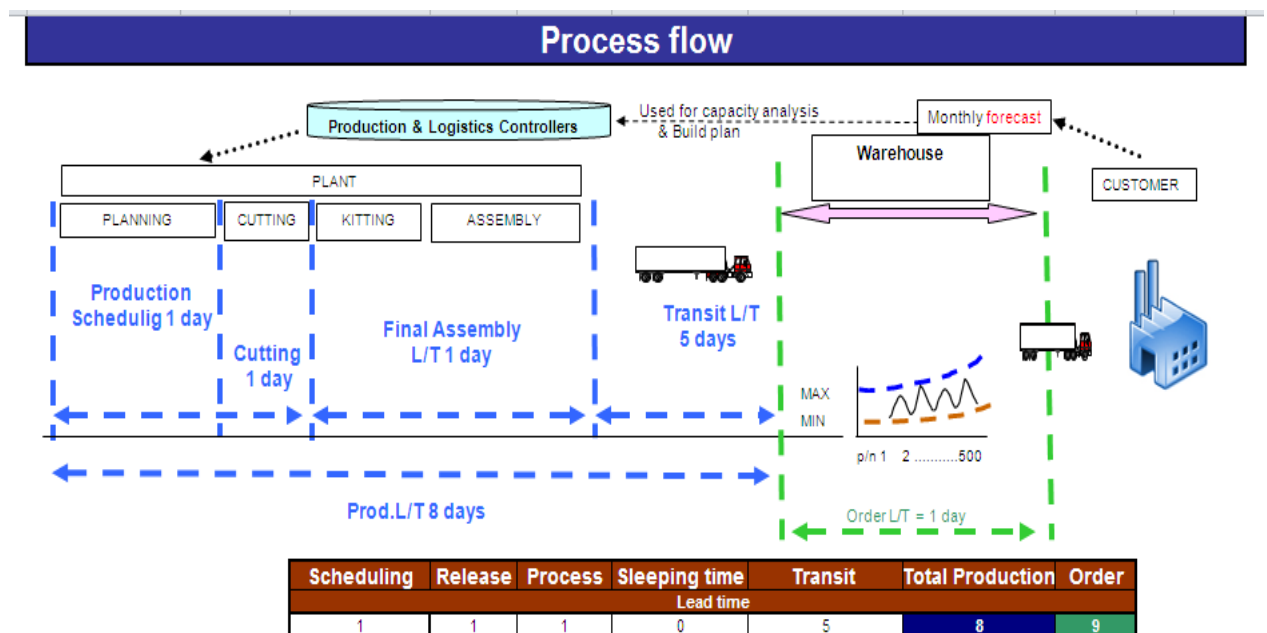 Process flow
Used for capacity analysis
& Build plan
Monthly forecast
Production & Logistics Controllers
Warehouse
PLANT
CUSTOMER
PLANNING
CUTTING
KITTING
ASSEMBLY
Production
Schedulig 1 day
Cutting
1 day
Final Assembly
L/T 1 day
Transit L/T
5 days
MAX
MIN
p/n 1 2 ..........500
Prod.L/T 8 days
Order L/T = 1 day
Scheduling Release Process Sleeping time Transit Total Production Order
Lead time
1 1 1 0 5 8 9